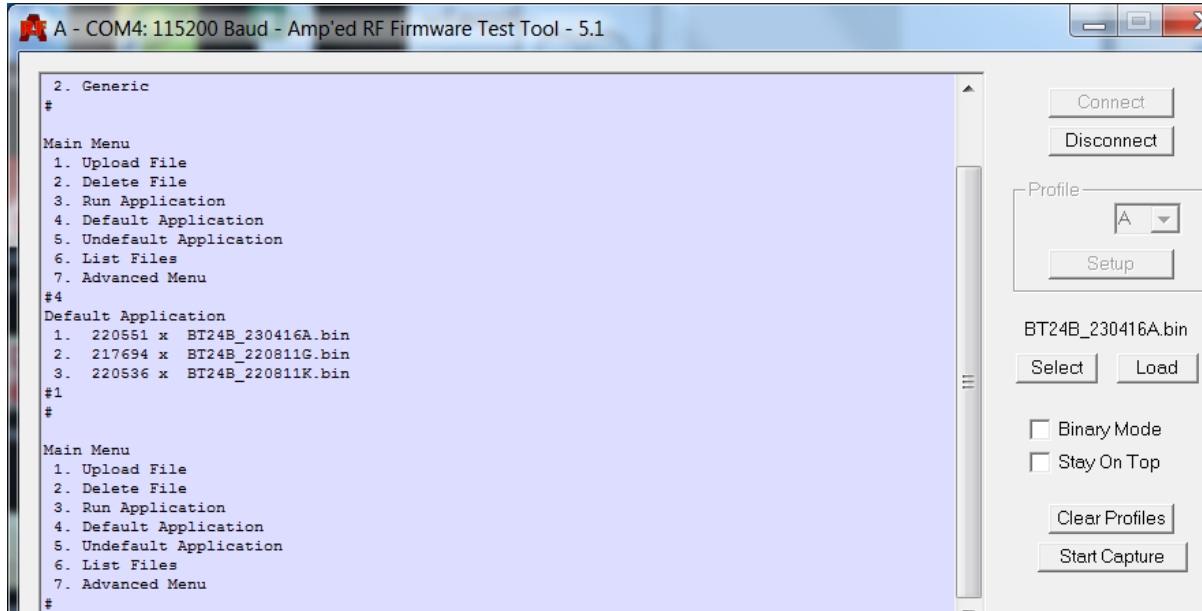 A - COM4: 115200 Baud - Amp'ed RF Firmware Test Tool - 5.1
2. Generic
#
Main Menu
1. Upload File
2. Delete File
3. Run Application
4. Default Application
5. Undefault Application
6. List Files
7. Advanced Menu
#4
Default Application
1. 220551 x BT24B_230416A.bin
2. 217694 x BT24B_220811G.bin
3. 220536 x BT24B_220811K.bin
#1
#
Main Menu
1. Upload File
2. Delete File
3. Run Application
4. Default Application
5. Undefault Application
6. List Files
7. Advanced Menu
#
Connect
Disconnect
Profile
A
Setup
BT24B_230416A.bin
Select Load
Binary Mode
Stay On Top
Clear Profiles
Start Capture